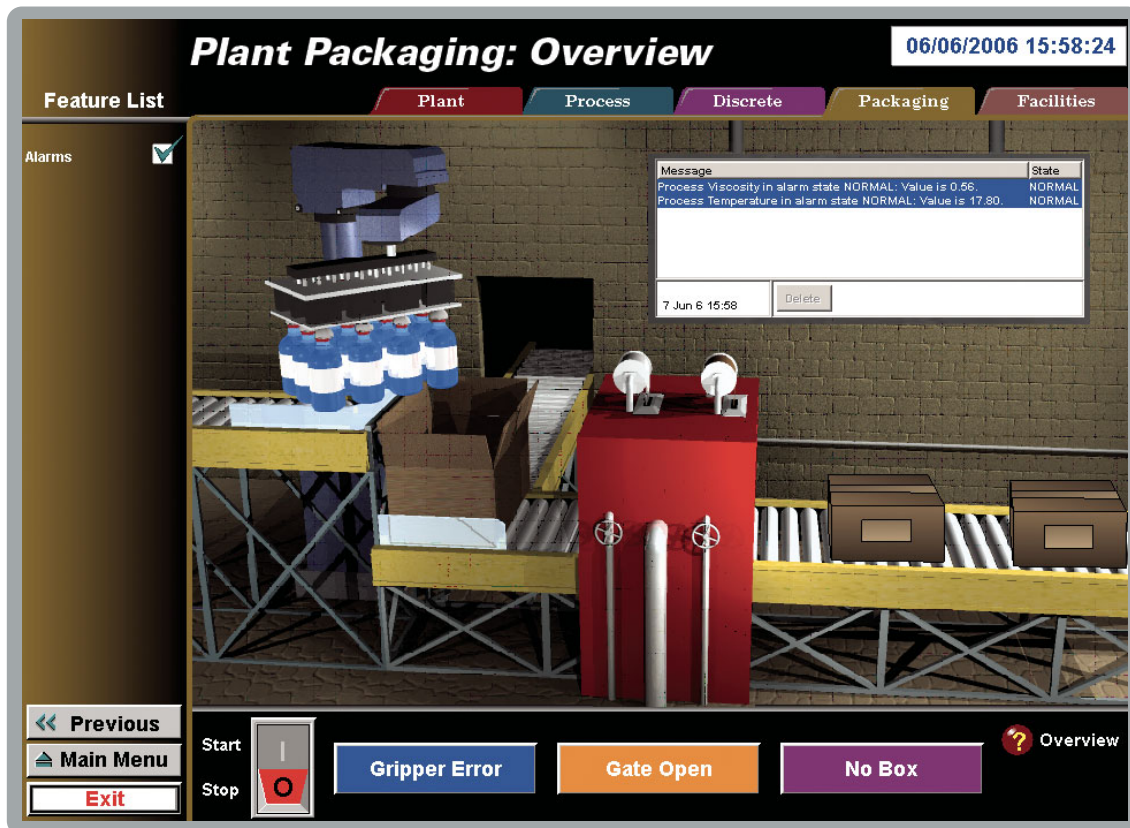 Plant Packaging: Overview
06/06/2006 15:58:24
Feature List
Plant
Process
Discrete
Packaging
Facilities
Alarms
Message State
Process Viscosity in alarm state NORMAL: Value is 0.56. NORMAL
Process Temperature in alarm state NORMAL: Value is 17.80. NORMAL
7 Jun 6 15:58
Delete
Previous
Main Menu
Exit
Start
Stop
I
O
Gripper Error
Gate Open
No Box
? Overview